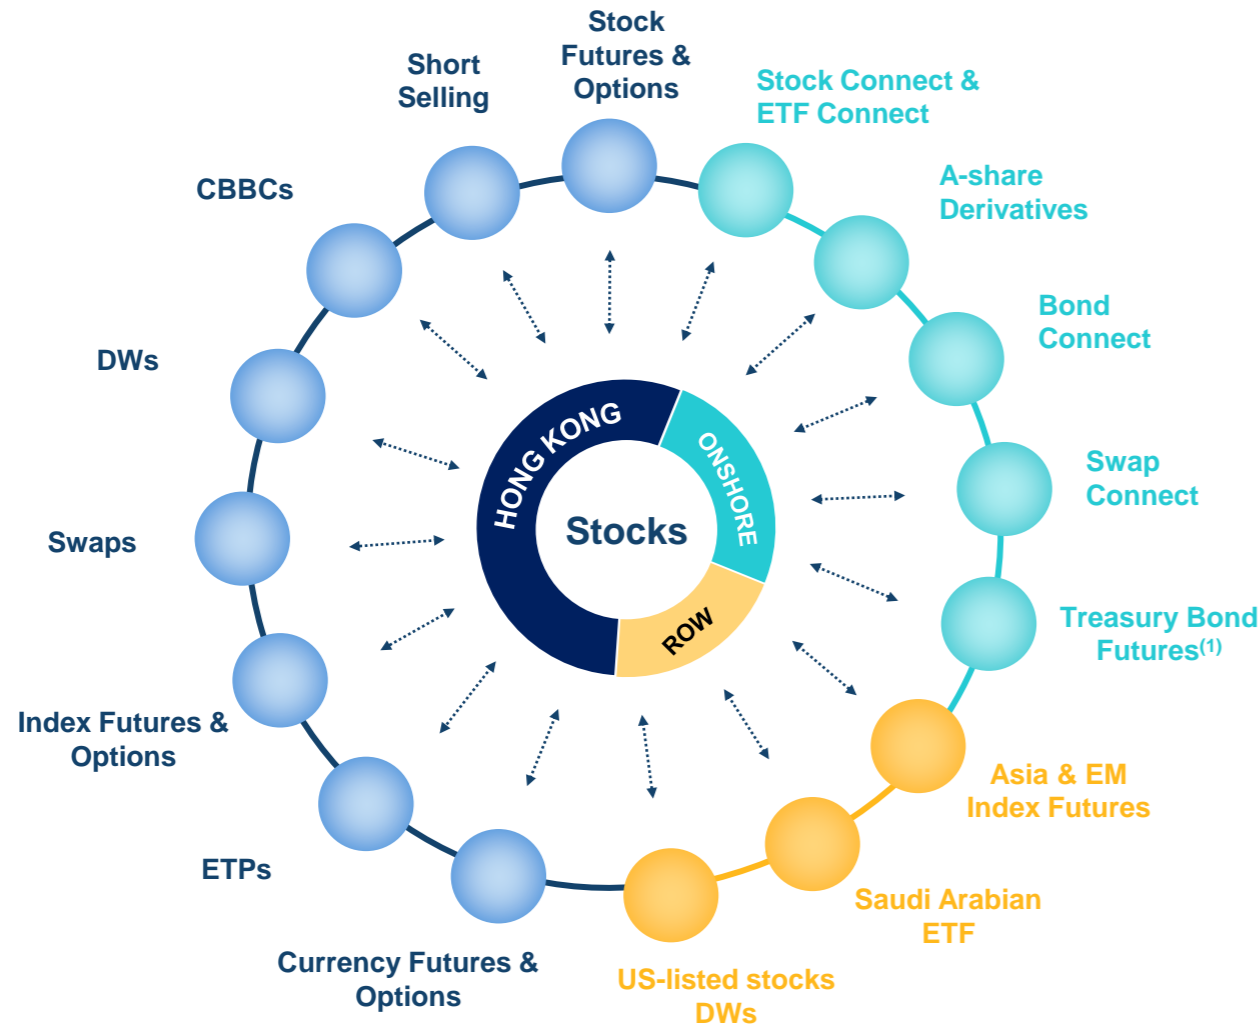 Stock
Futures &
Options
Short
Selling
Stock Connect &
ETF Connect
CBBCs
A-share
Derivatives
Bond
Connect
DWs
HONG KONG
ONSHORE
Swap
Connect
Stocks
Swaps
ROW
Treasury Bond
Futures(1)
Index Futures &
Options
Asia & EM
Index Futures
ETPs
Saudi Arabian
ETF
Currency Futures &
Options
US-listed stocks
DWs